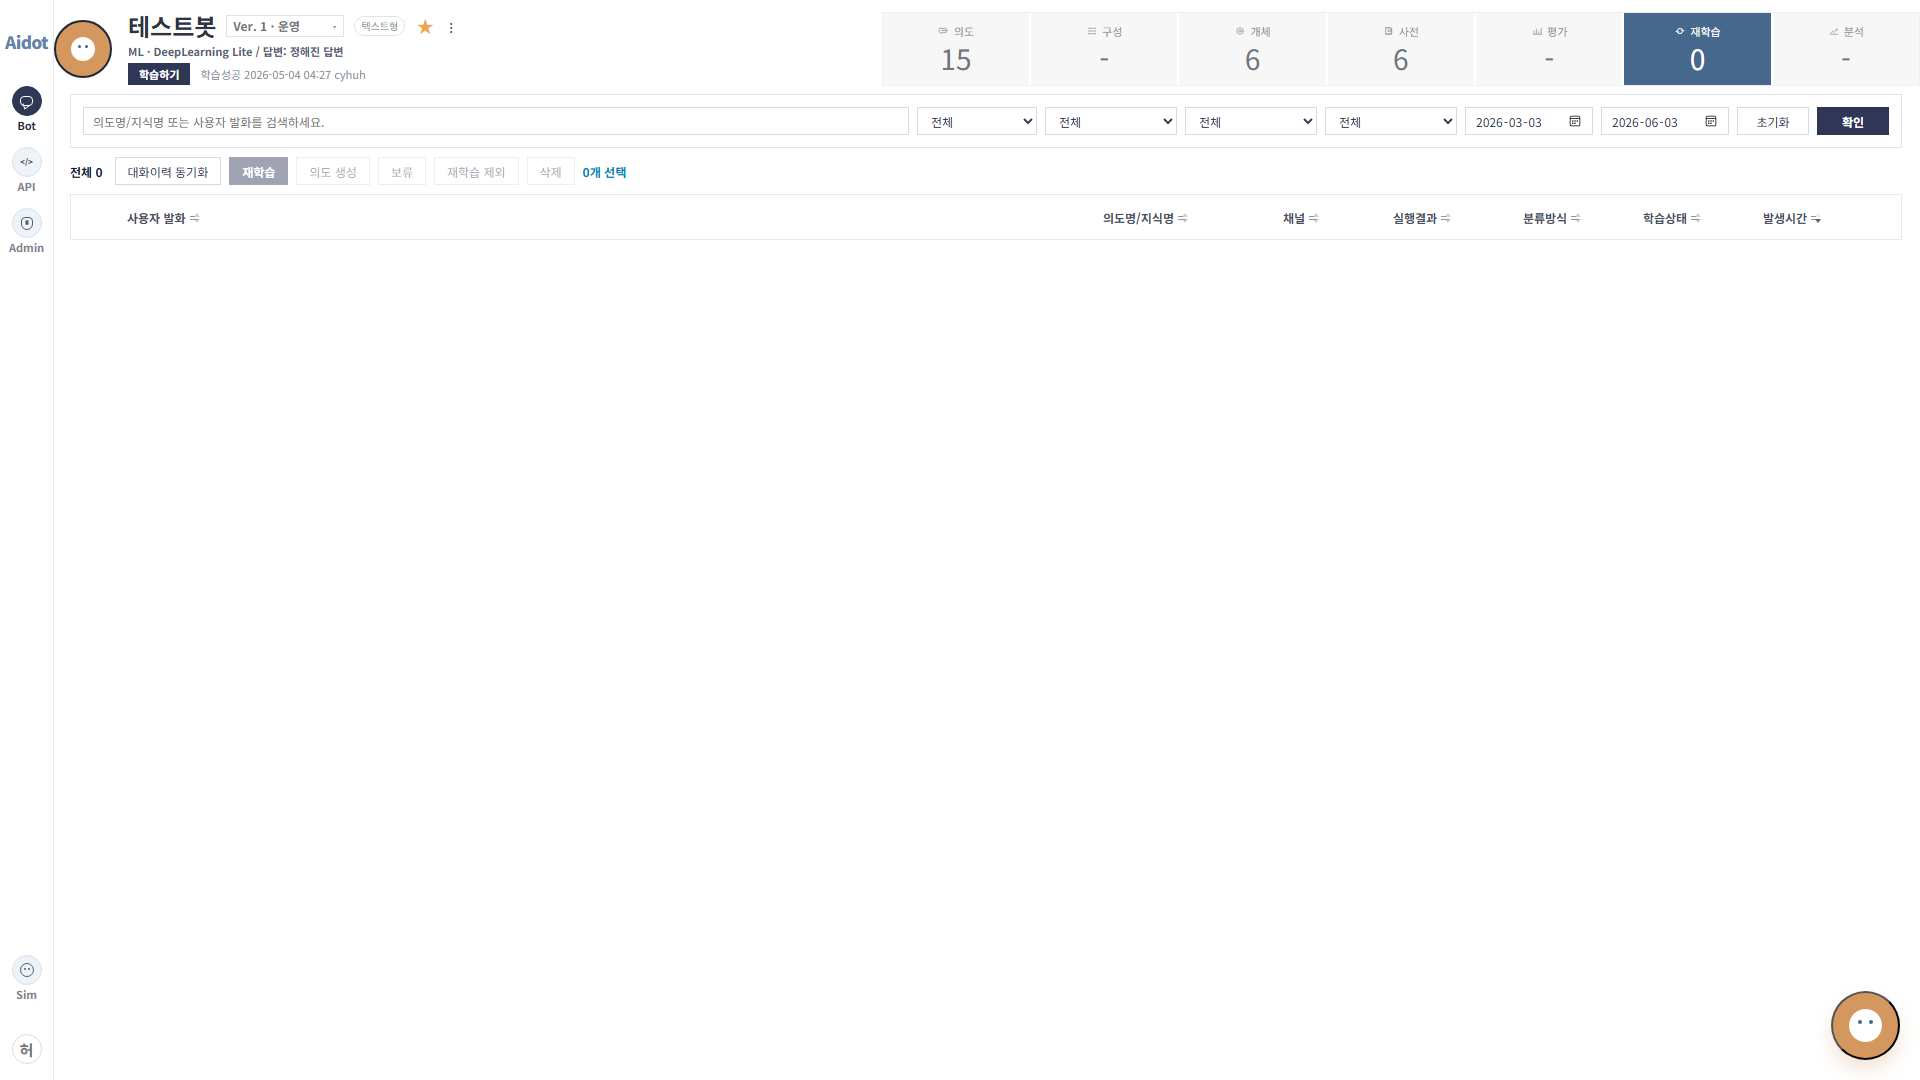 Aidot
Bot
</>
API
Admin
Sim
허
테스트봇
Ver. 1 · 운영
텍스트형
ML · DeepLearning Lite / 답변: 정해진 답변
학습하기
학습성공 2026-05-04 04:27 cyhuh
의도
15
구성
-
개체
6
사전
6
평가
-
재학습
0
분석
-
의도명/지식명 또는 사용자 발화를 검색하세요.
전체
전체
전체
전체
2026-03-03
2026-06-03
초기화
확인
전체 0
대화이력 동기화
재학습
의도 생성
보류
재학습 제외
삭제
0개 선택
사용자 발화
의도명/지식명
채널
실행결과
분류방식
학습상태
발생시간